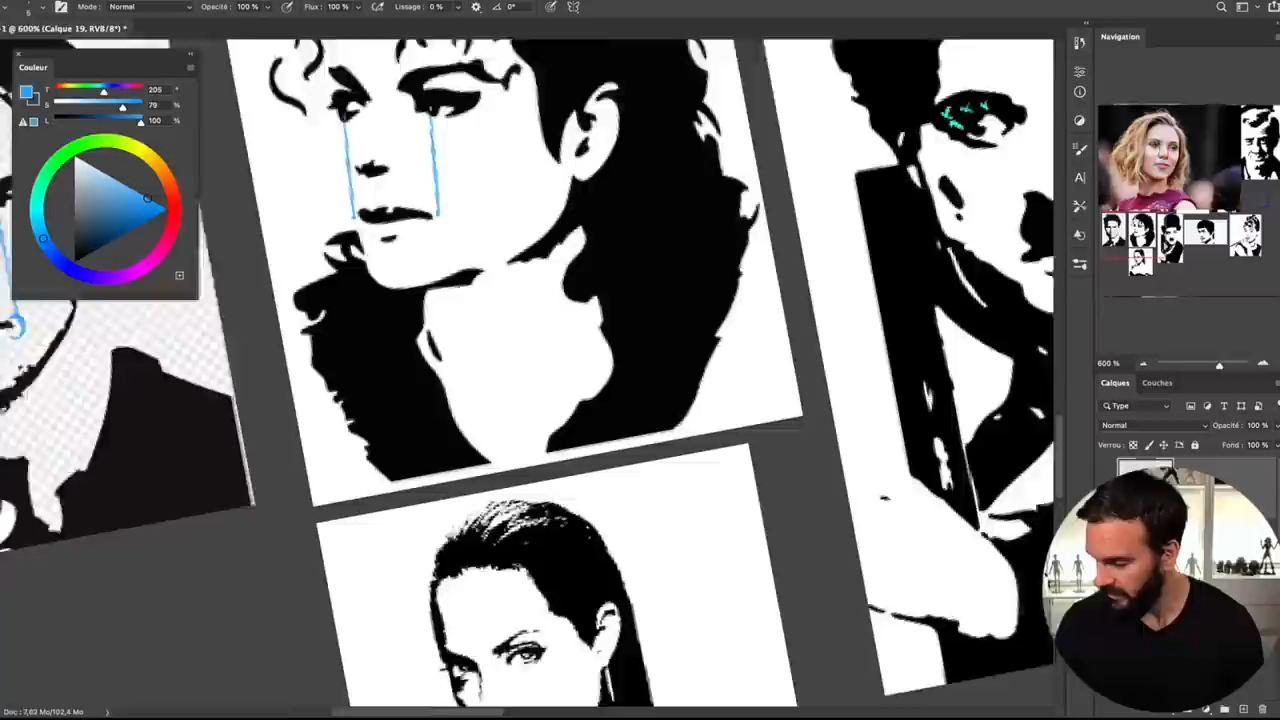 Mode : Normal Opacité : 100 % Flux : 100 % Lissage : 0 % 0°
-1 @ 600% (Calque 19, RVB/8*) *
Couleur
T 205 °
S 79 %
L 100 %
Navigation
600 %
Calques Couches
Type
Normal Opacité : 100 %
Verrou : Fond : 100 %
Doc : 7,63 Mo/102,4 Mo